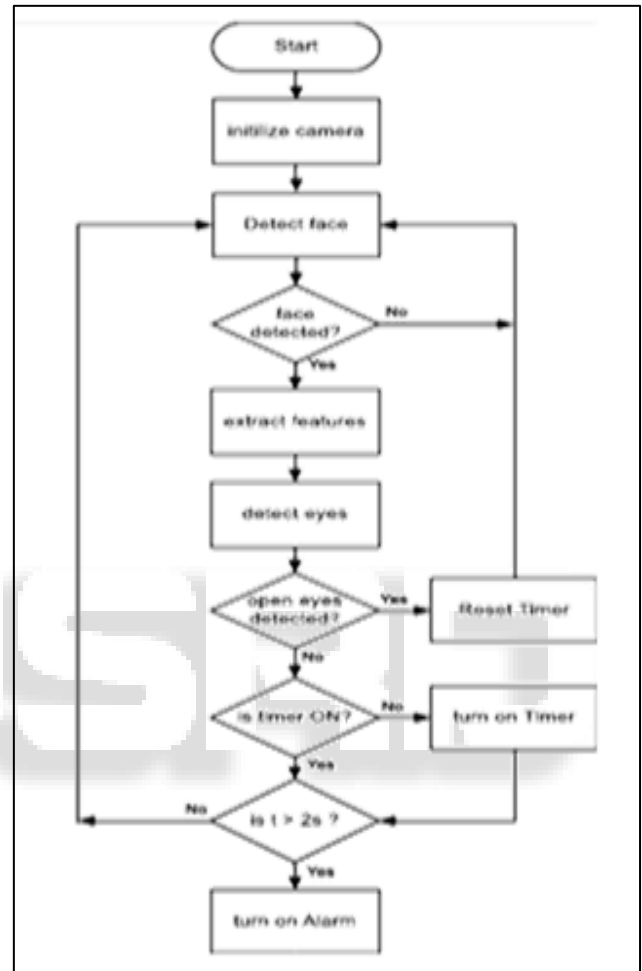 Start
initilize camera
Detect face
face
detected?
No
Yes
extract features
detect eyes
open eyes
detected?
Yes
Reset Timer
No
is timer ON?
No
turn on Timer
Yes
No
is t > 2s ?
Yes
turn on Alarm